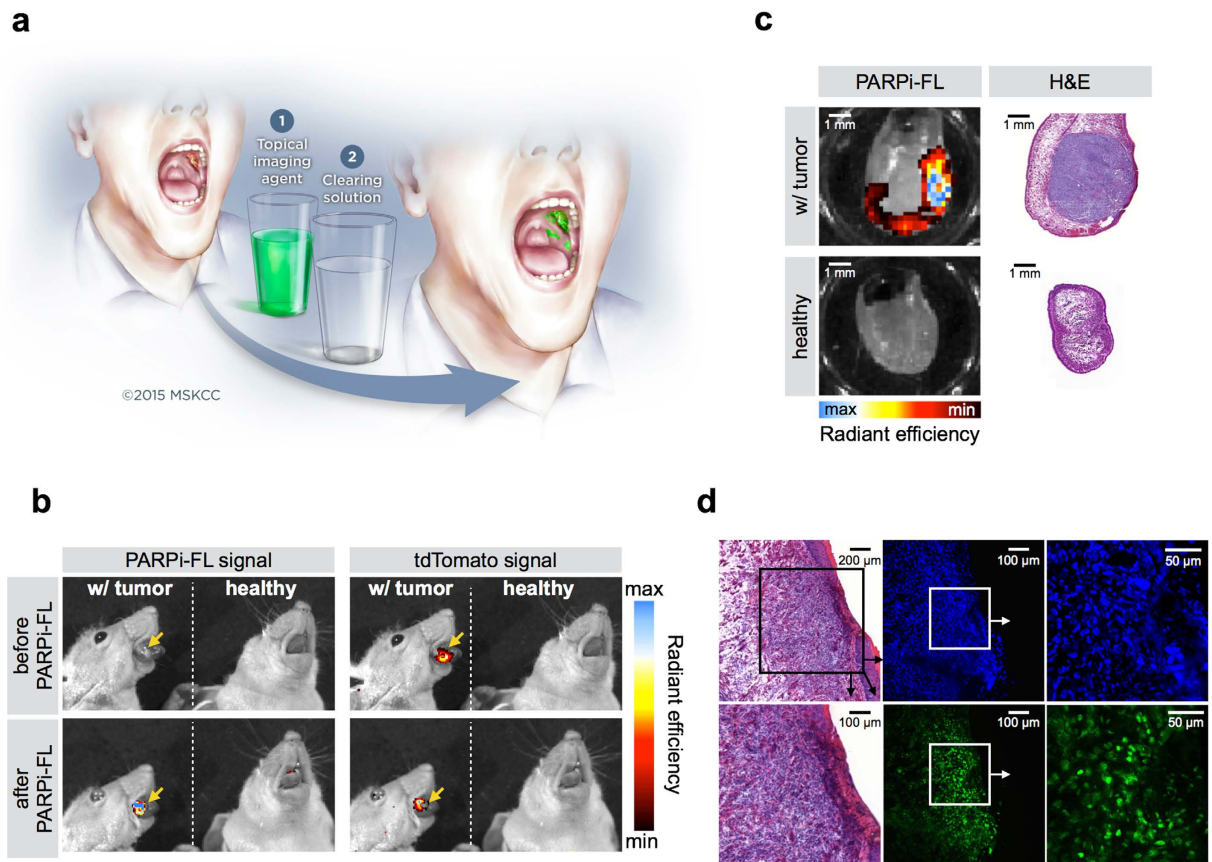 a
1
Topical
imaging
agent
2
Clearing
solution
©2015 MSKCC
b
PARPi-FL signal
tdTomato signal
w/ tumor
healthy
w/ tumor
healthy
before
PARPi-FL
after
PARPi-FL
max
Radiant efficiency
min
c
PARPi-FL
H&E
w/ tumor
1 mm
1 mm
healthy
1 mm
1 mm
max
min
Radiant efficiency
d
200 µm
100 µm
50 µm
100 µm
100 µm
50 µm